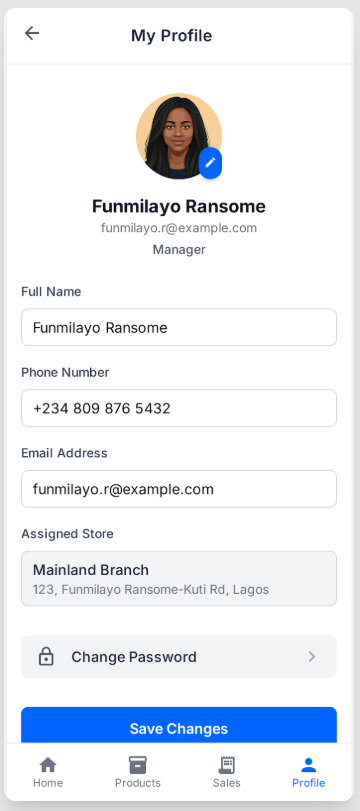 My Profile
Funmilayo Ransome
funmilayo.r@example.com
Manager
Full Name
Funmilayo Ransome
Phone Number
+234 809 876 5432
Email Address
funmilayo.r@example.com
Assigned Store
Mainland Branch
123, Funmilayo Ransome-Kuti Rd, Lagos
Change Password
Save Changes
Home Products Sales Profile